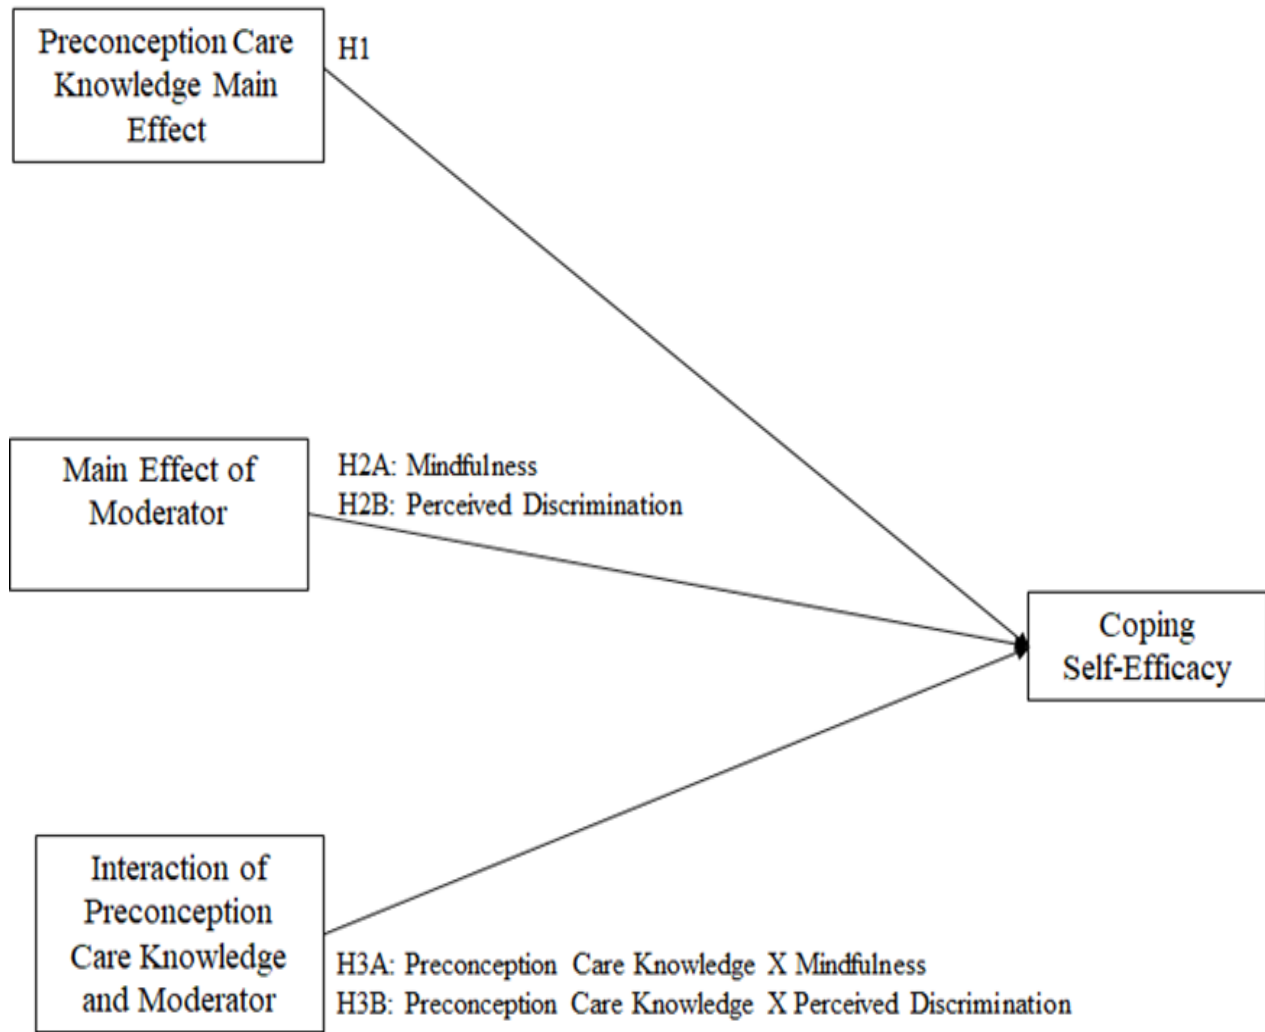 Preconception Care
Knowledge Main
Effect
H1
Main Effect of
Moderator
H2A: Mindfulness
H2B: Perceived Discrimination
Coping
Self-Efficacy
Interaction of
Preconception
Care Knowledge
and Moderator
H3A: Preconception Care Knowledge X Mindfulness
H3B: Preconception Care Knowledge X Perceived Discrimination